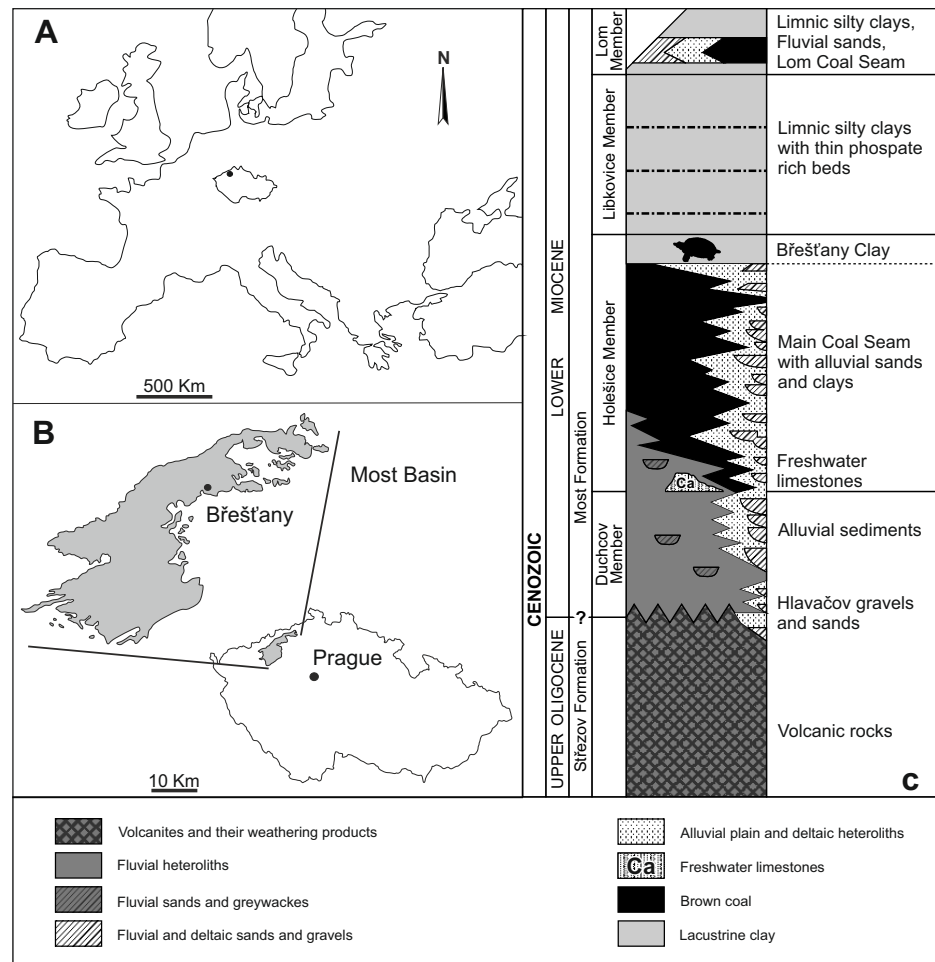 A
N
500 Km
B
Most Basin
Břešťany
Prague
10 Km
CENOZOIC
LOWER MIOCENE
UPPER OLIGOCENE
?
Most Formation
Střezov Formation
Lom
Member
Libkovice Member
Holešice Member
Duchcov
Member
Ca
Limnic silty clays,
Fluvial sands,
Lom Coal Seam
Limnic silty clays
with thin phospate
rich beds
Břešťany Clay
Main Coal Seam
with alluvial sands
and clays
Freshwater
limestones
Alluvial sediments
Hlavačov gravels
and sands
Volcanic rocks
C
Volcanites and their weathering products
Fluvial heteroliths
Fluvial sands and greywackes
Fluvial and deltaic sands and gravels
Alluvial plain and deltaic heteroliths
Ca
Freshwater limestones
Brown coal
Lacustrine clay